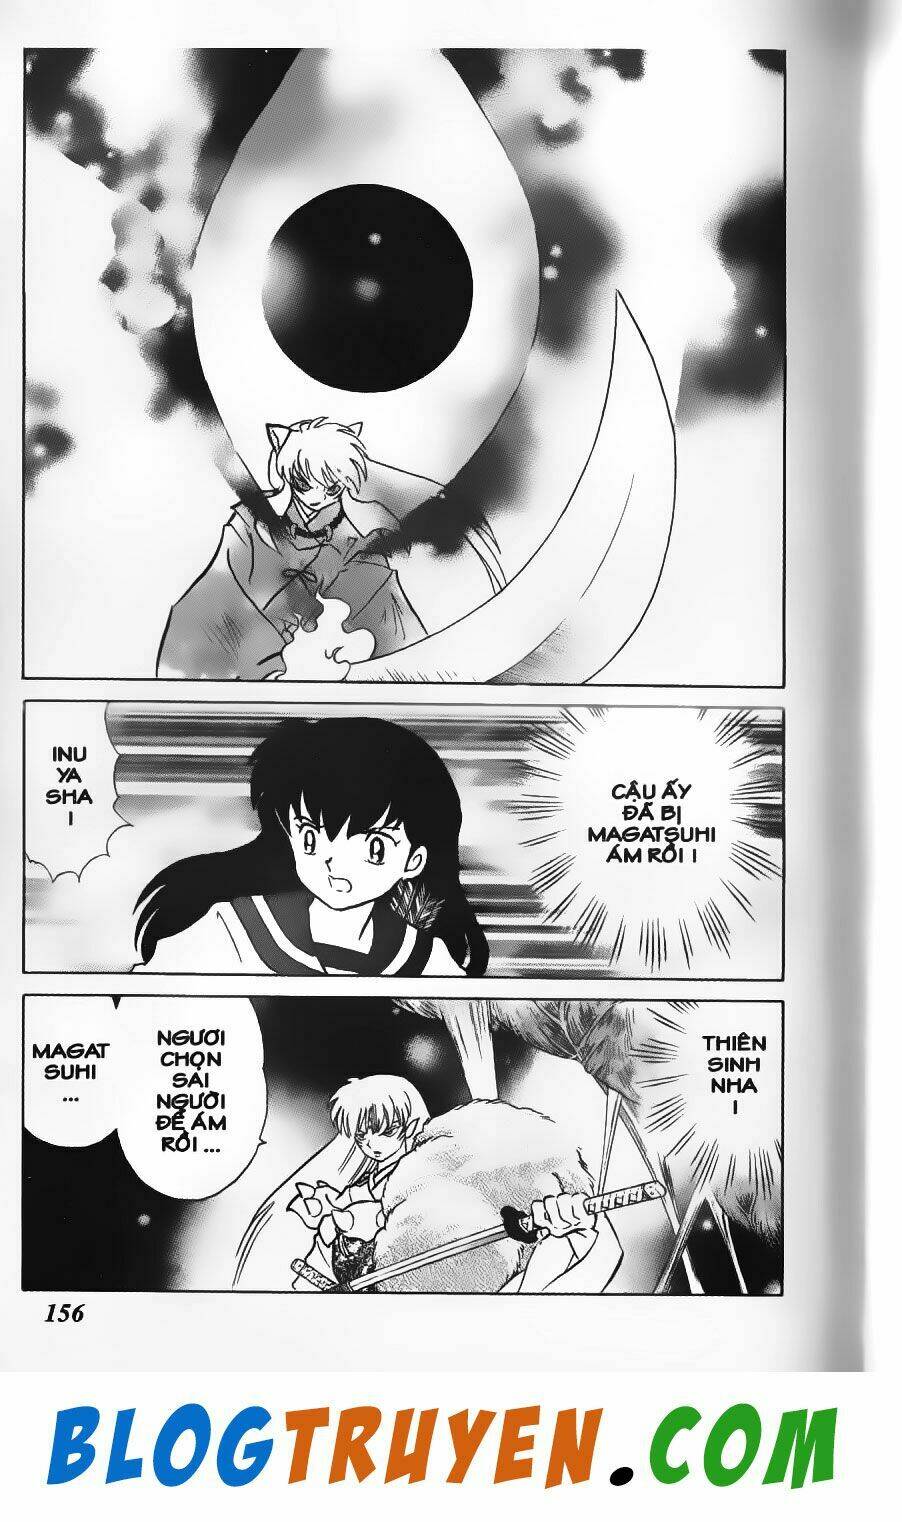 CẬU ẤY
ĐÃ BỊ
MAGATSUHI
ÁM RỒI !
INU
YA
SHA
!
THIÊN
SINH
NHA
!
NGƯƠI
CHỌN
SAI
NGƯỜI
ĐỂ ÁM
RỒI ...
MAGAT
SUHI
...
156
BLOGTRUYEN.COM